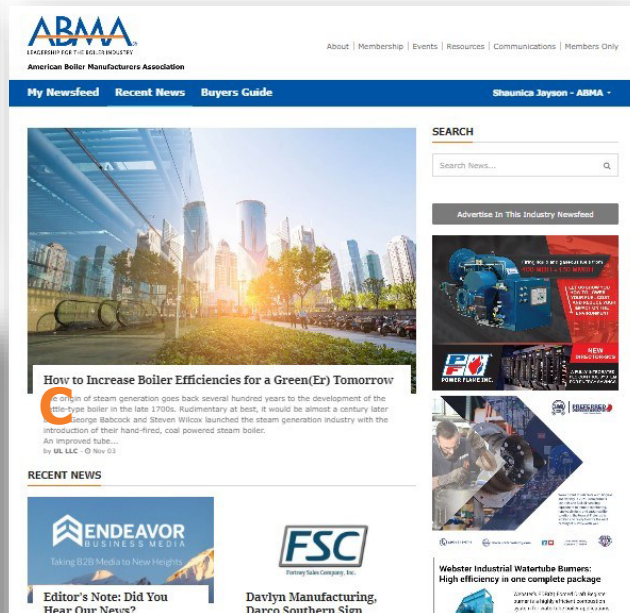 ABMA
LEADERSHIP FOR THE BOILER INDUSTRY
American Boiler Manufacturers Association
About | Membership | Events | Resources | Communications | Members Only
My Newsfeed Recent News Buyers Guide
Shaunica Jayson - ABMA
SEARCH
Search News...
Advertise In This Industry Newsfeed
NEW
POWER FLAME INC.
How to Increase Boiler Efficiencies for a Green(Er) Tomorrow
C
origin of steam generation goes back several hundred years to the development of the
-type boiler in the late 1700s. Rudimentary at best, it would be almost a century later
George Babcock and Steven Wilcox launched the steam generation industry with the
introduction of their hand-fired, coal powered steam boiler.
An improved tube...
by UL LLC - Nov 03
RECENT NEWS
ENDEAVOR
BUSINESS MEDIA
Taking B2B Media to New Heights
FSC
Fortney Sales Company, Inc.
PREFERRED
Webster Industrial Watertube Burners:
High efficiency in one complete package
Editor's Note: Did You
Hear Our News?
Davlyn Manufacturing,
Darco Southern Sign